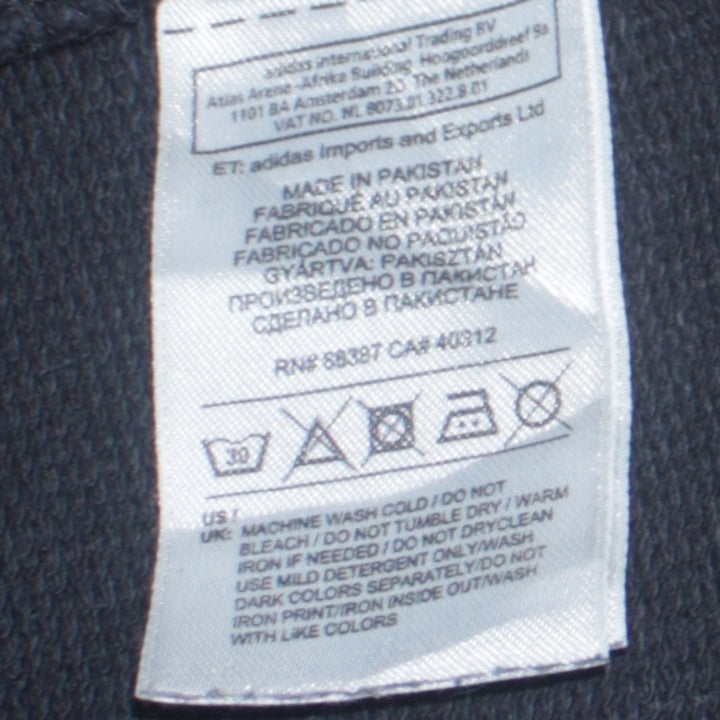 adidas International Trading BV
Atlas Arena -Afrika Building, Hoogoorddreef 9a
1101 BA Amsterdam ZO The Netherlands
VAT NO. NL 8073.01.322.B.01
ET: adidas Imports and Exports Ltd
MADE IN PAKISTAN
FABRIQUÉ AU PAKISTAN
FABRICADO EN PAKISTÁN
FABRICADO NO PAQUISTÃO
GYÁRTVA: PAKISZTÁN
ПРОИЗВЕДЕНО В ПАКИСТАН
СДЕЛАНО В ПАКИСТАНЕ
RN# 88387 CA# 40312
30
US /
UK: MACHINE WASH COLD / DO NOT
BLEACH / DO NOT TUMBLE DRY / WARM
IRON IF NEEDED / DO NOT DRYCLEAN
USE MILD DETERGENT ONLY/WASH
DARK COLORS SEPARATELY/DO NOT
IRON PRINT/IRON INSIDE OUT/WASH
WITH LIKE COLORS